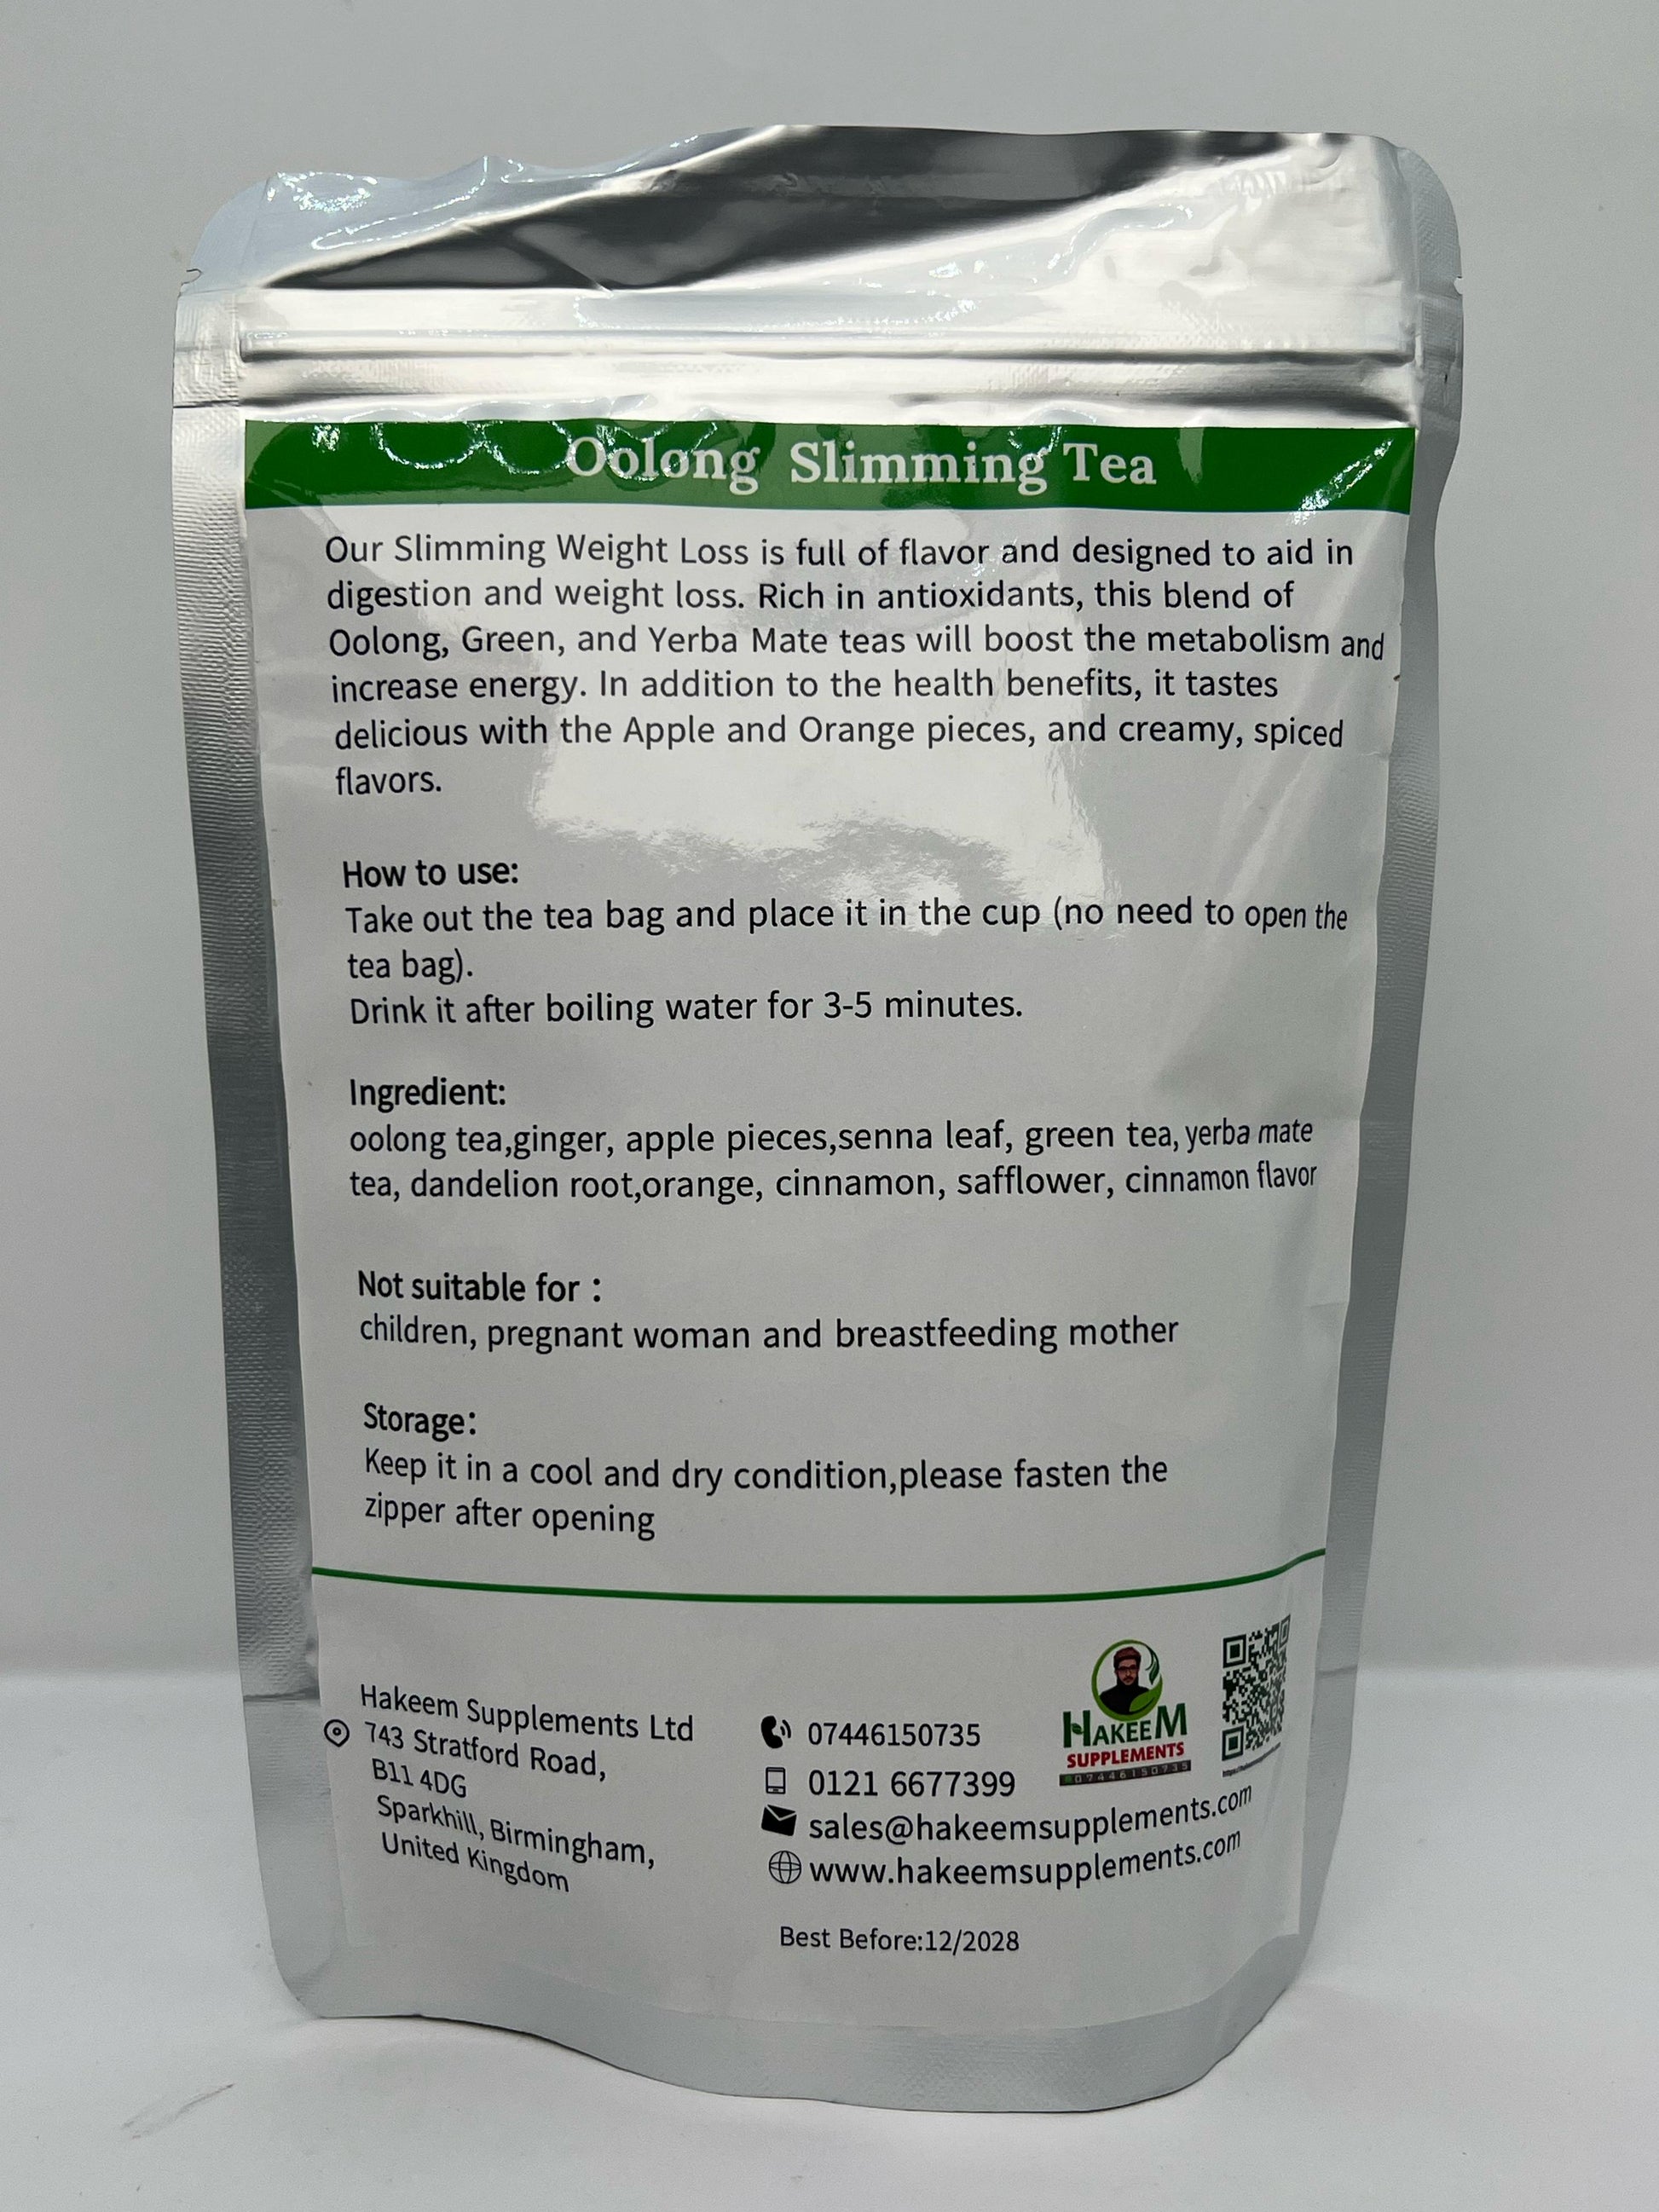 Oolong Slimming Tea
Our Slimming Weight Loss is full of flavor and designed to aid in
digestion and weight loss. Rich in antioxidants, this blend of
Oolong, Green, and Yerba Mate teas will boost the metabolism and
increase energy. In addition to the health benefits, it tastes
delicious with the Apple and Orange pieces, and creamy, spiced
flavors.
How to use:
Take out the tea bag and place it in the cup (no need to open the
tea bag).
Drink it after boiling water for 3-5 minutes.
Ingredient:
oolong tea,ginger, apple pieces,senna leaf, green tea, yerba mate
tea, dandelion root,orange, cinnamon, safflower, cinnamon flavor
Not suitable for :
children, pregnant woman and breastfeeding mother
Storage:
Keep it in a cool and dry condition,please fasten the
zipper after opening
Hakeem Supplements Ltd
743 Stratford Road,
B11 4DG
Sparkhill, Birmingham,
United Kingdom
07446150735
0121 6677399
sales@hakeemsupplements.com
www.hakeemsupplements.com
HAKEEM
SUPPLEMENTS
07446150735
Best Before:12/2028